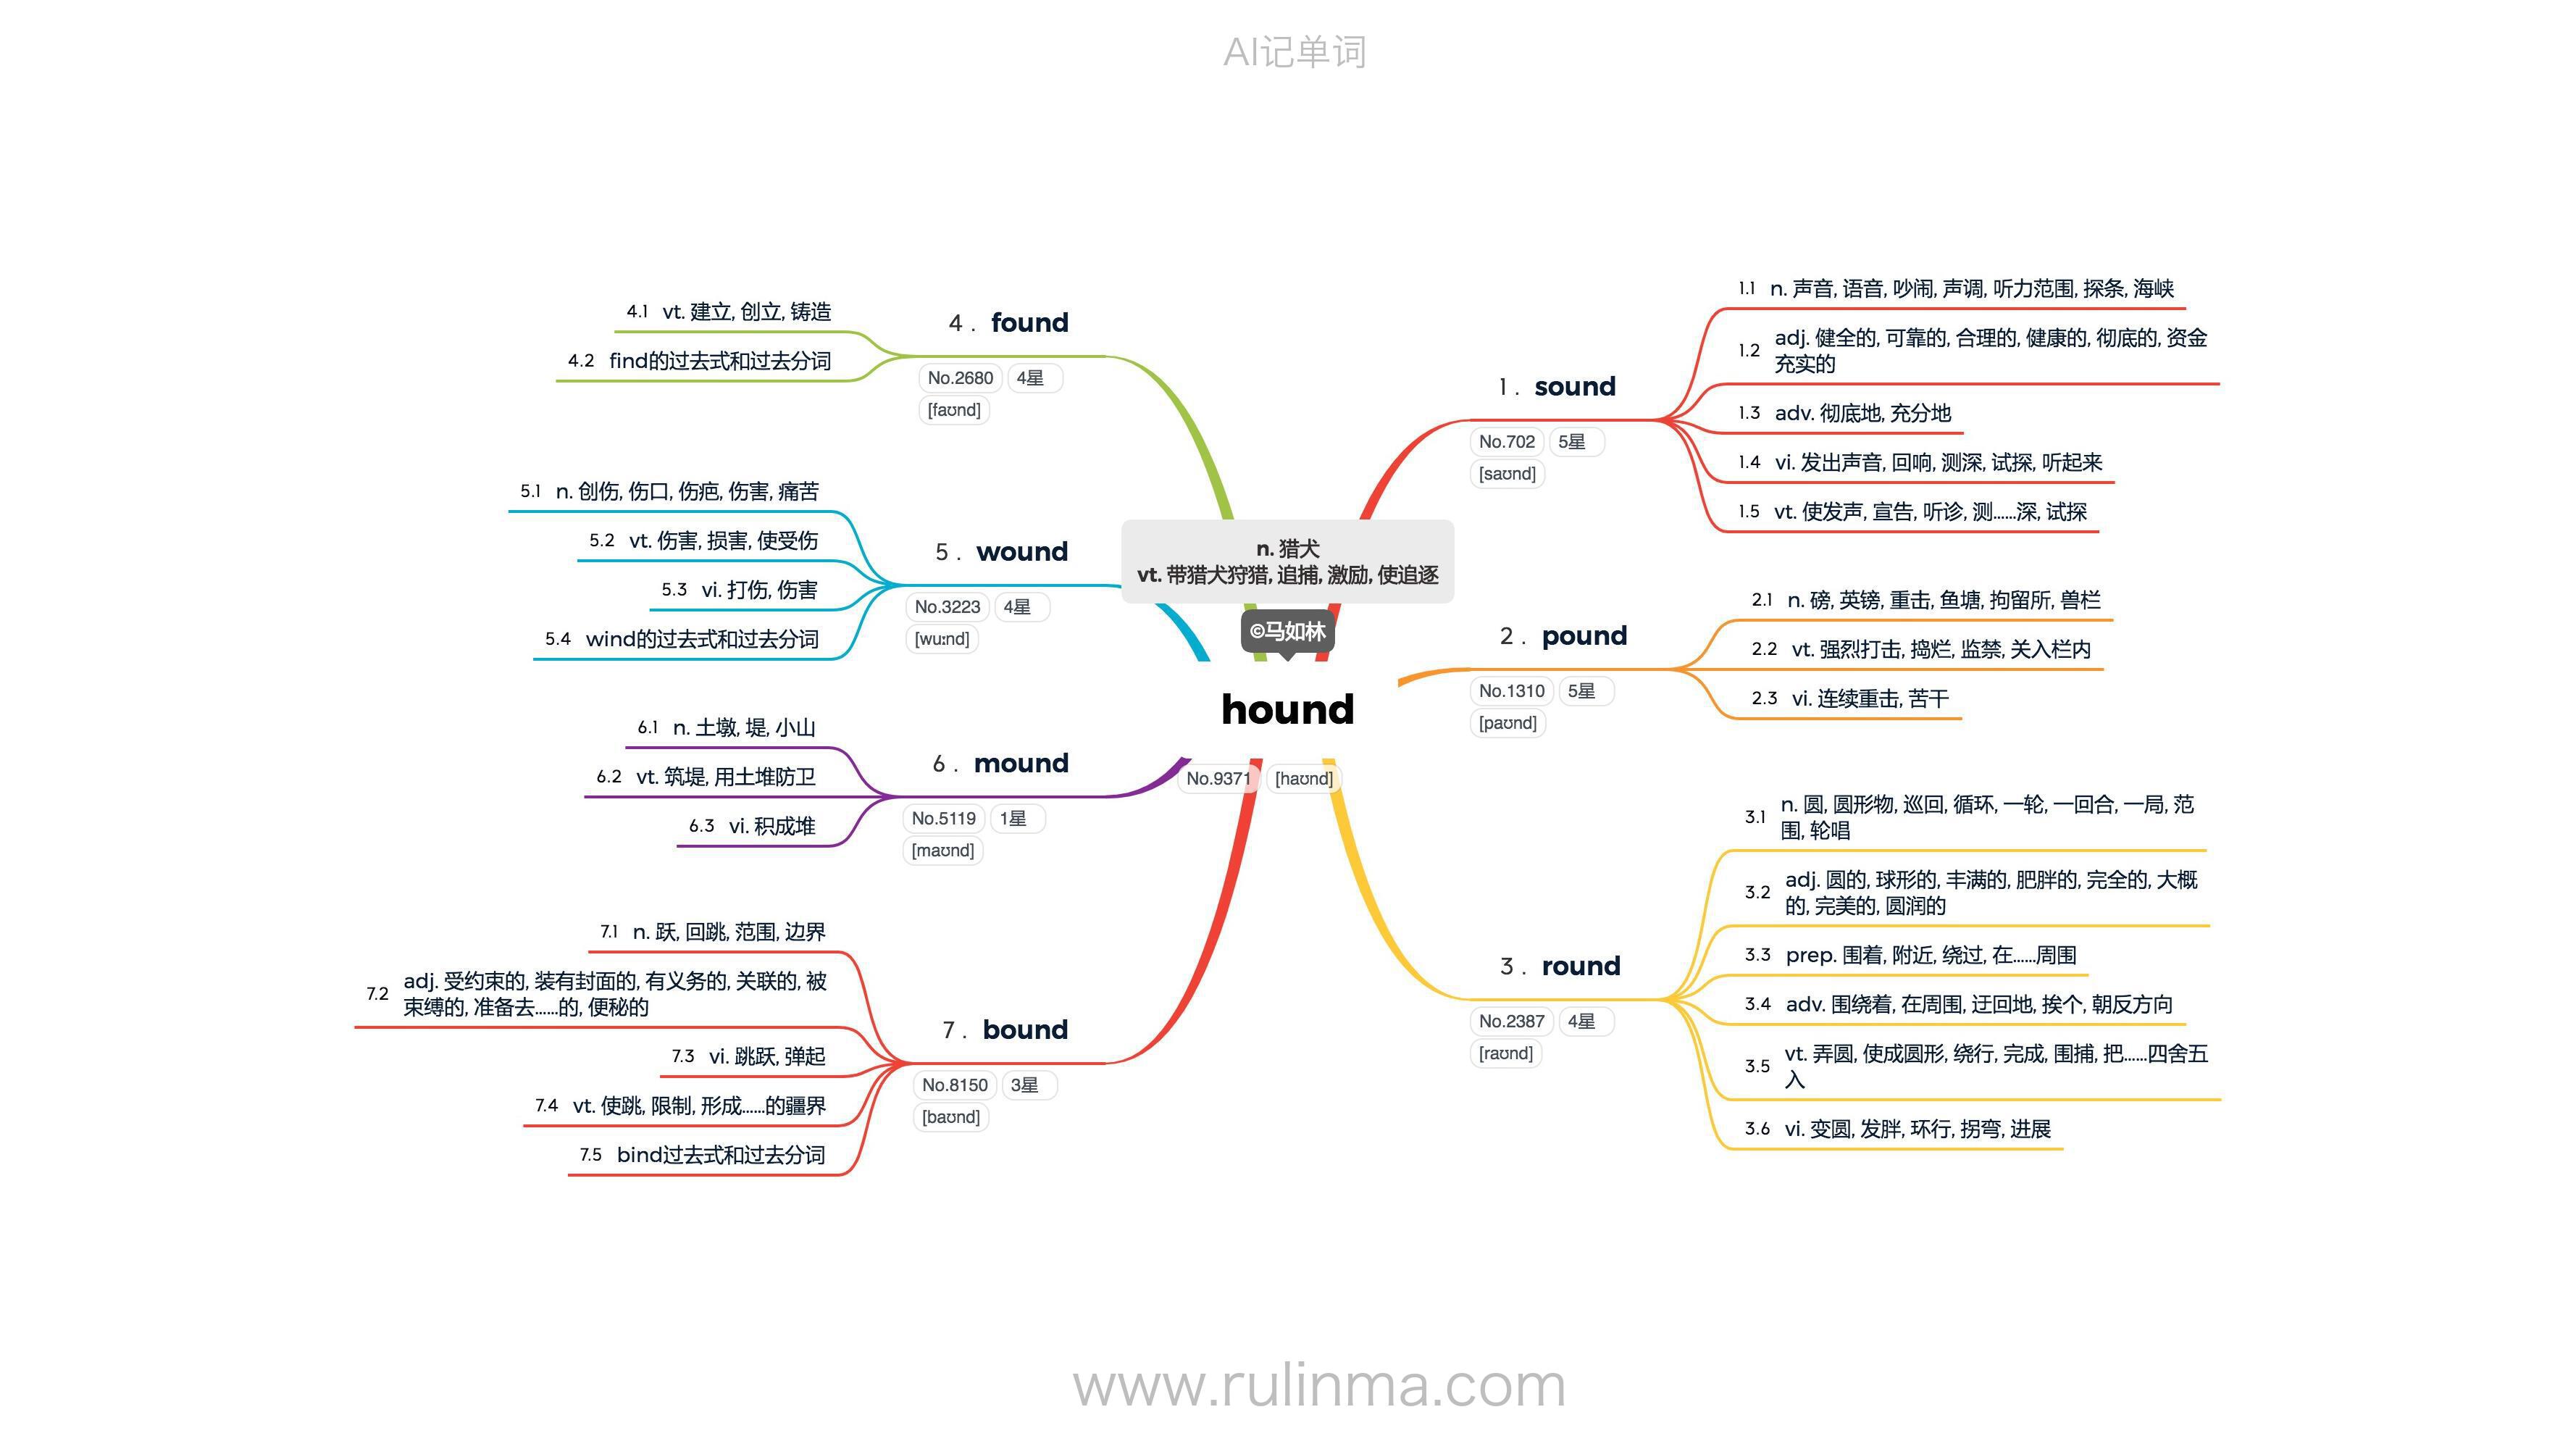 AI记单词
n. 猎犬
vt. 带猎犬狩猎, 追捕, 激励, 使追逐
©马如林
hound
No.9371 [haʊnd]
1 . sound
No.702 5星
[saʊnd]
1.1 n. 声音, 语音, 吵闹, 声调, 听力范围, 探条, 海峡
1.2 adj. 健全的, 可靠的, 合理的, 健康的, 彻底的, 资金
充实的
1.3 adv. 彻底地, 充分地
1.4 vi. 发出声音, 回响, 测深, 试探, 听起来
1.5 vt. 使发声, 宣告, 听诊, 测……深, 试探
2 . pound
No.1310 5星
[paʊnd]
2.1 n. 磅, 英镑, 重击, 鱼塘, 拘留所, 兽栏
2.2 vt. 强烈打击, 捣烂, 监禁, 关入栏内
2.3 vi. 连续重击, 苦干
3 . round
No.2387 4星
[raʊnd]
3.1 n. 圆, 圆形物, 巡回, 循环, 一轮, 一回合, 一局, 范
围, 轮唱
3.2 adj. 圆的, 球形的, 丰满的, 肥胖的, 完全的, 大概
的, 完美的, 圆润的
3.3 prep. 围着, 附近, 绕过, 在……周围
3.4 adv. 围绕着, 在周围, 迂回地, 挨个, 朝反方向
3.5 vt. 弄圆, 使成圆形, 绕行, 完成, 围捕, 把……四舍五
入
3.6 vi. 变圆, 发胖, 环行, 拐弯, 进展
4 . found
No.2680 4星
[faʊnd]
4.1 vt. 建立, 创立, 铸造
4.2 find的过去式和过去分词
5 . wound
No.3223 4星
[wuːnd]
5.1 n. 创伤, 伤口, 伤疤, 伤害, 痛苦
5.2 vt. 伤害, 损害, 使受伤
5.3 vi. 打伤, 伤害
5.4 wind的过去式和过去分词
6 . mound
No.5119 1星
[maʊnd]
6.1 n. 土墩, 堤, 小山
6.2 vt. 筑堤, 用土堆防卫
6.3 vi. 积成堆
7 . bound
No.8150 3星
[baʊnd]
7.1 n. 跃, 回跳, 范围, 边界
7.2 adj. 受约束的, 装有封面的, 有义务的, 关联的, 被
束缚的, 准备去……的, 便秘的
7.3 vi. 跳跃, 弹起
7.4 vt. 使跳, 限制, 形成……的疆界
7.5 bind过去式和过去分词
www.rulinma.com